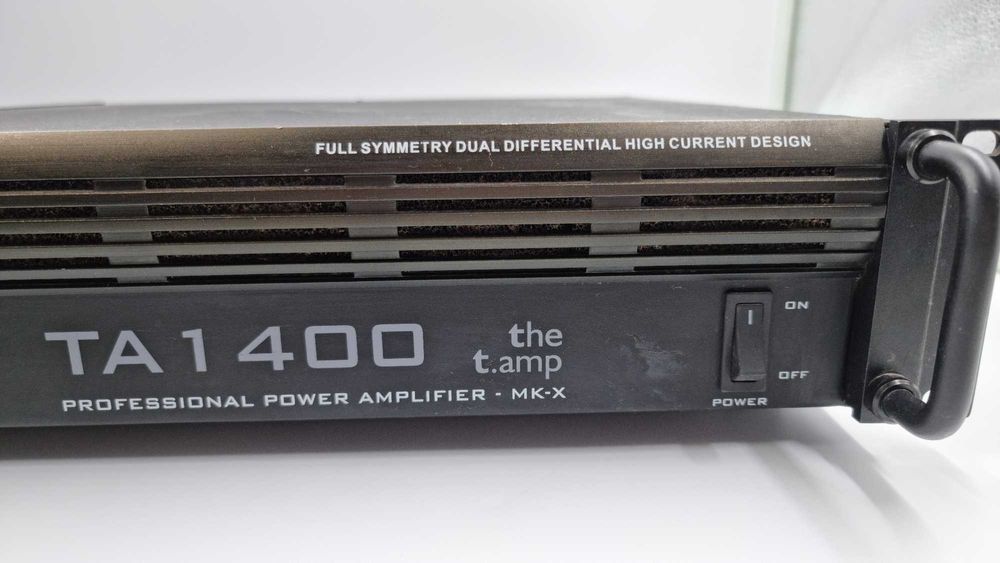 FULL SYMMETRY DUAL DIFFERENTIAL HIGH CURRENT DESIGN
TA1400
the
t.amp
PROFESSIONAL POWER AMPLIFIER - MK-X
I
ON
OFF
POWER